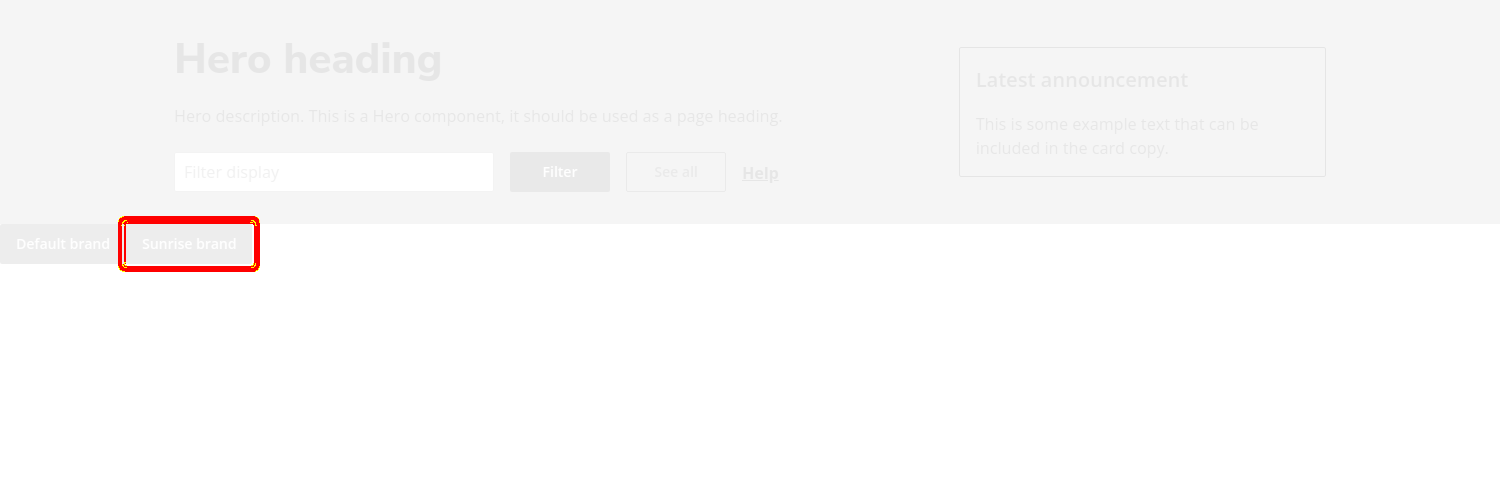 Hero heading
Hero description. This is a Hero component, it should be used as a page heading.
Filter display
Filter
See all
Help
Latest announcement
This is some example text that can be
included in the card copy.
Default brand
Sunrise brand